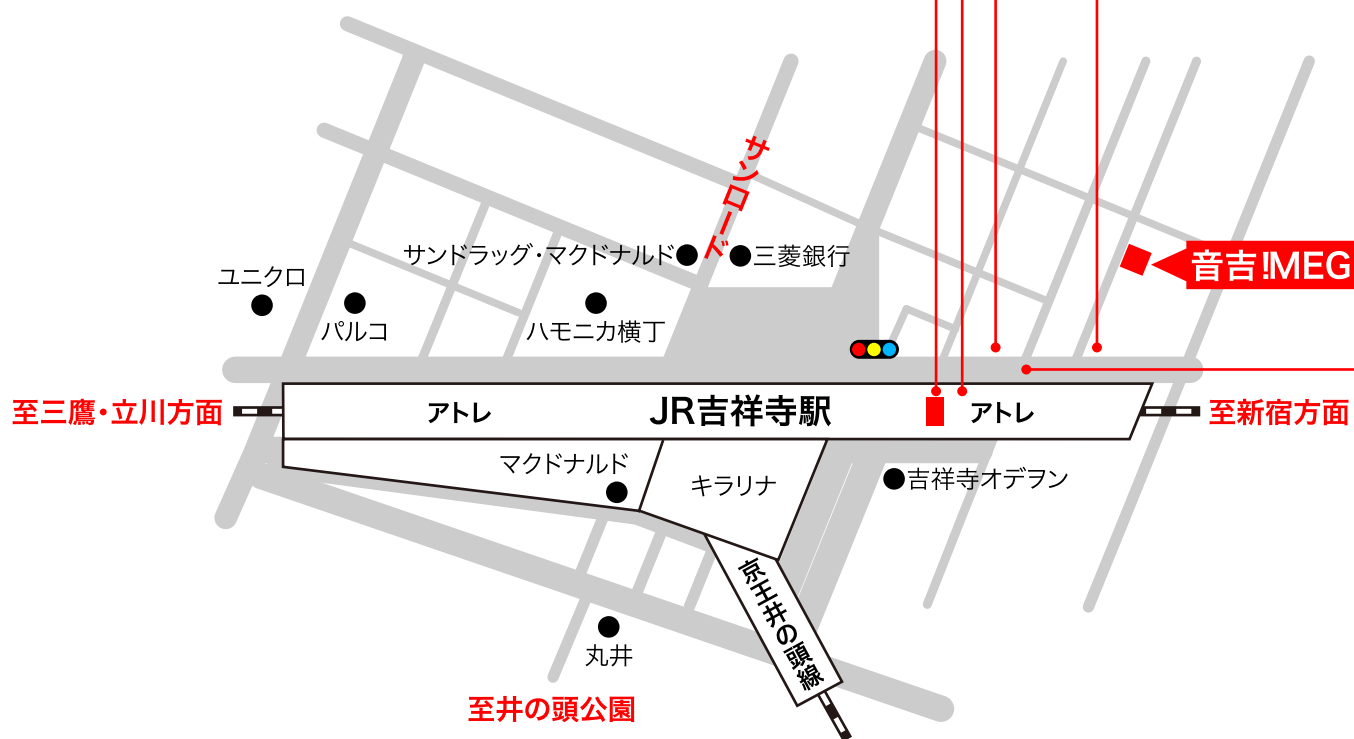 サンロード
サンドラッグ・マクドナルド
三菱銀行
ユニクロ
パルコ
ハモニカ横丁
音吉!MEG
至三鷹・立川方面
アトレ
JR吉祥寺駅
アトレ
至新宿方面
マクドナルド
キラリナ
吉祥寺オデヲン
京王井の頭線
丸井
至井の頭公園